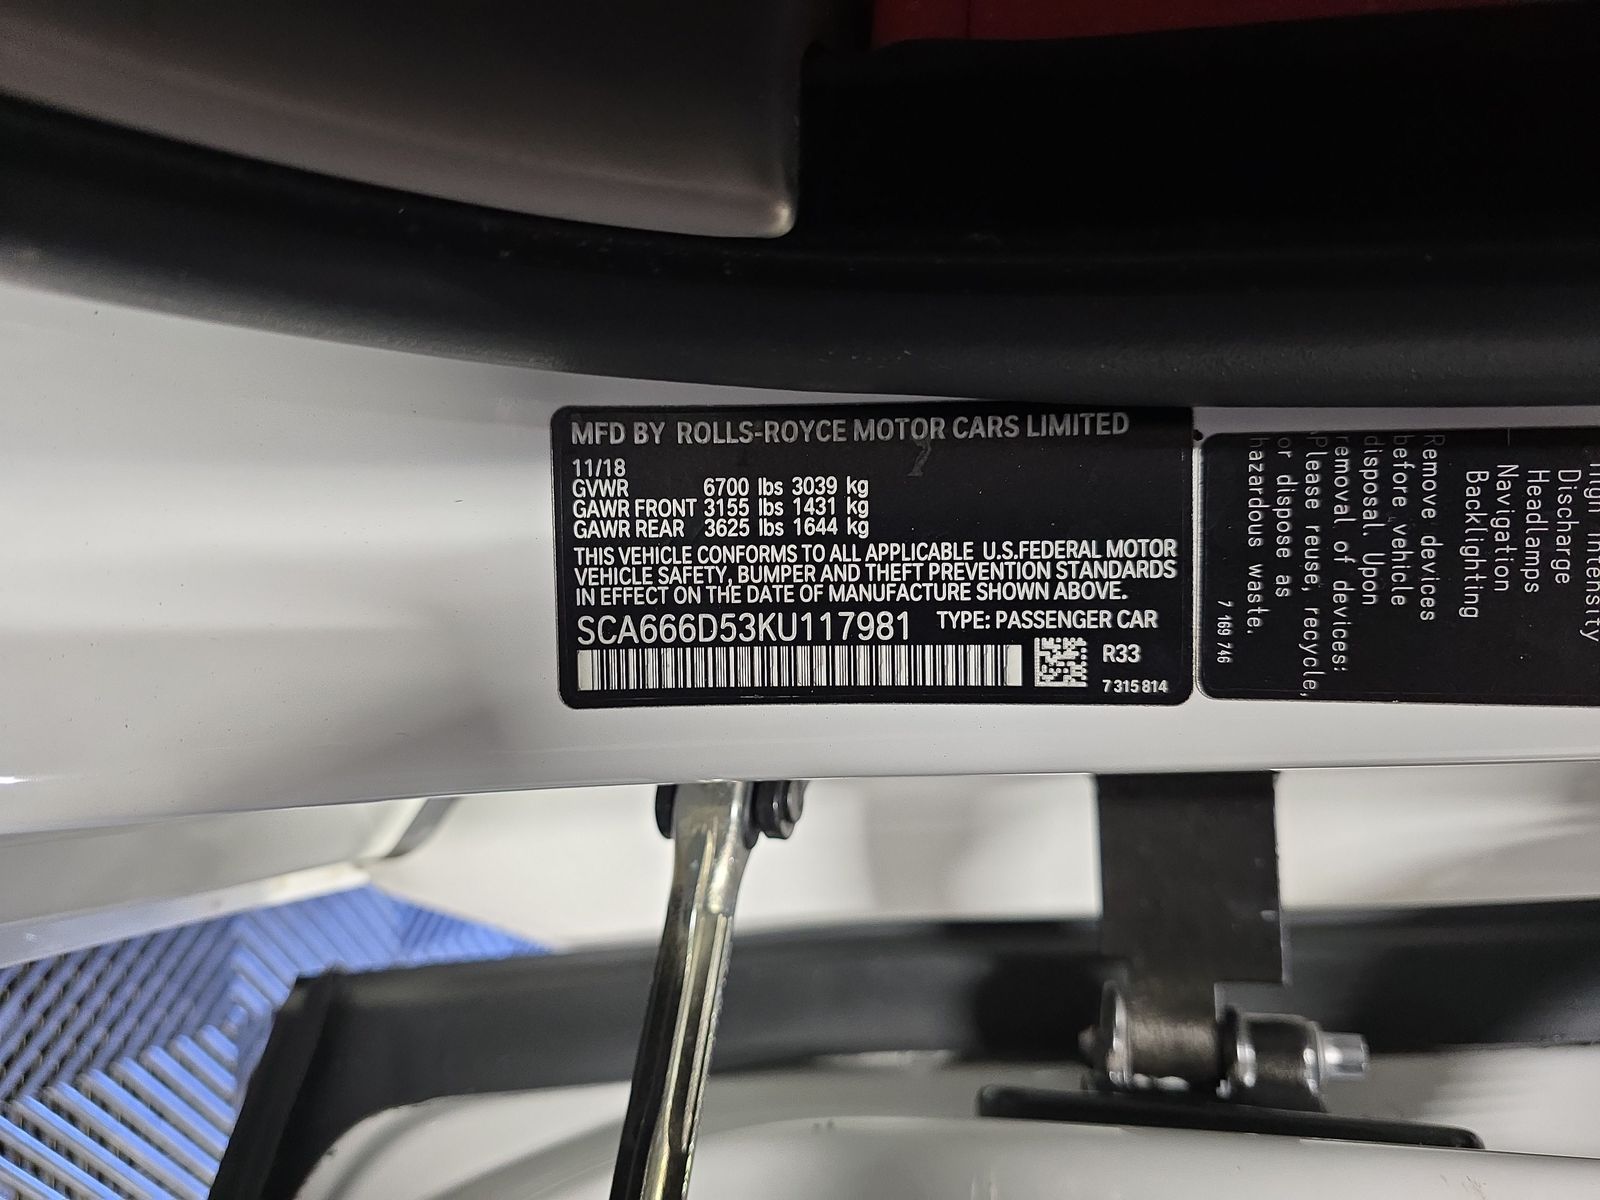 MFD BY ROLLS-ROYCE MOTOR CARS LIMITED
11/18
GVWR 6700 lbs 3039 kg
GAWR FRONT 3155 lbs 1431 kg
GAWR REAR 3625 lbs 1644 kg
THIS VEHICLE CONFORMS TO ALL APPLICABLE U.S.FEDERAL MOTOR
VEHICLE SAFETY, BUMPER AND THEFT PREVENTION STANDARDS
IN EFFECT ON THE DATE OF MANUFACTURE SHOWN ABOVE.
SCA666D53KU117981 TYPE: PASSENGER CAR
R33
7 315 814
High Intensity
Discharge
Headlamps
Navigation
Backlighting
Remove devices
before vehicle
disposal. Upon
removal of devices:
Please reuse, recycle,
or dispose as
hazardous waste.
7 169 746